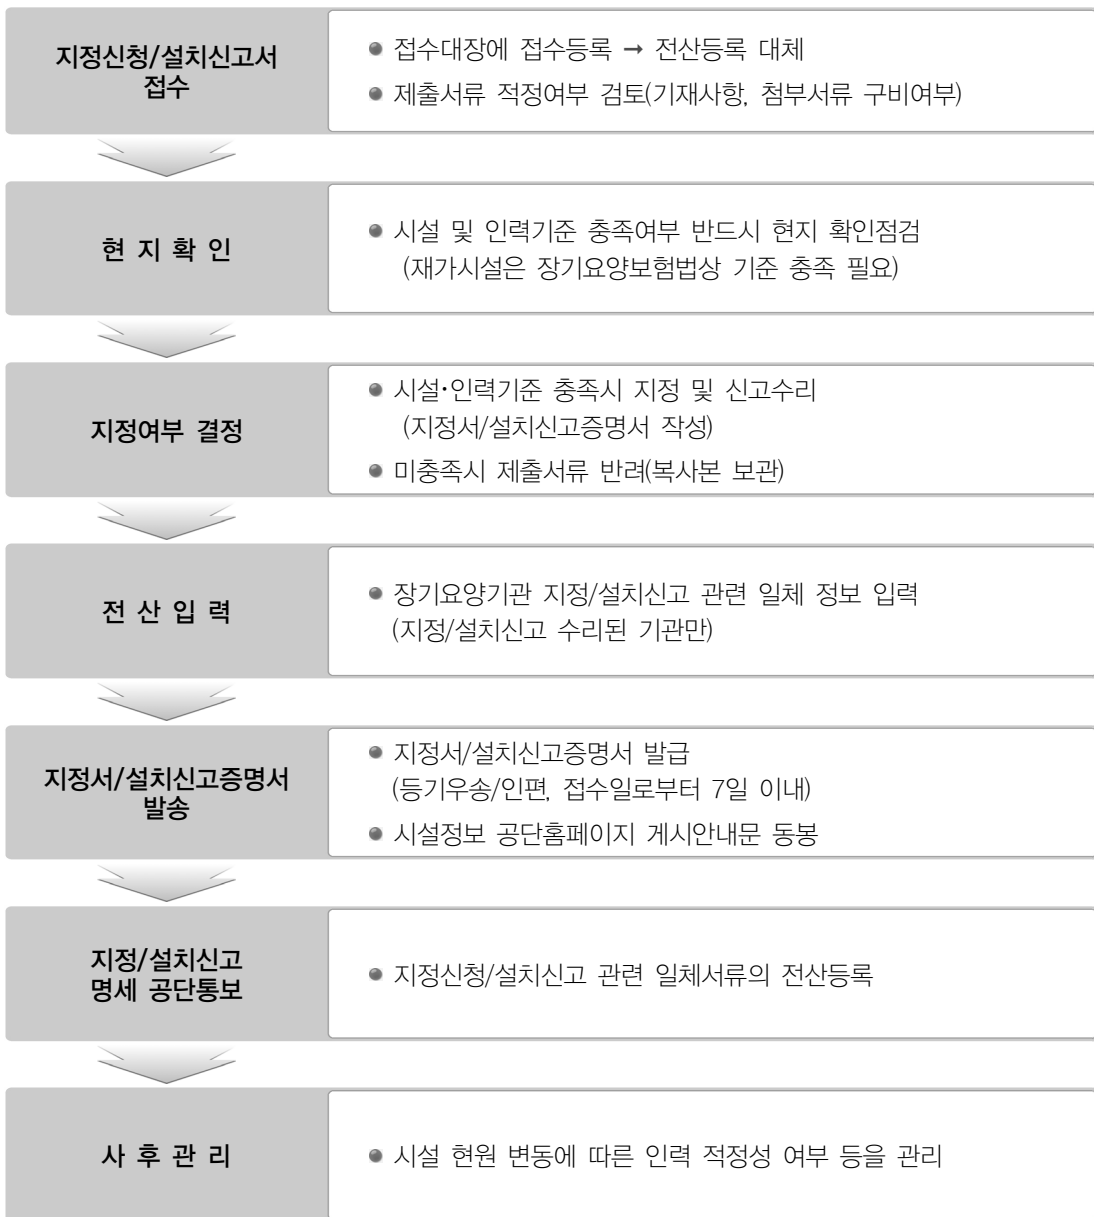 지정신청/설치신고서
접수
● 접수대장에 접수등록 → 전산등록 대체
● 제출서류 적정여부 검토(기재사항, 첨부서류 구비여부)
현 지 확 인
● 시설 및 인력기준 충족여부 반드시 현지 확인점검
(재가시설은 장기요양보험법상 기준 충족 필요)
지정여부 결정
● 시설·인력기준 충족시 지정 및 신고수리
(지정서/설치신고증명서 작성)
● 미충족시 제출서류 반려(복사본 보관)
전 산 입 력
● 장기요양기관 지정/설치신고 관련 일체 정보 입력
(지정/설치신고 수리된 기관만)
지정서/설치신고증명서
발송
● 지정서/설치신고증명서 발급
(등기우송/인편, 접수일로부터 7일 이내)
● 시설정보 공단홈페이지 게시안내문 동봉
지정/설치신고
명세 공단통보
● 지정신청/설치신고 관련 일체서류의 전산등록
사 후 관 리
● 시설 현원 변동에 따른 인력 적정성 여부 등을 관리